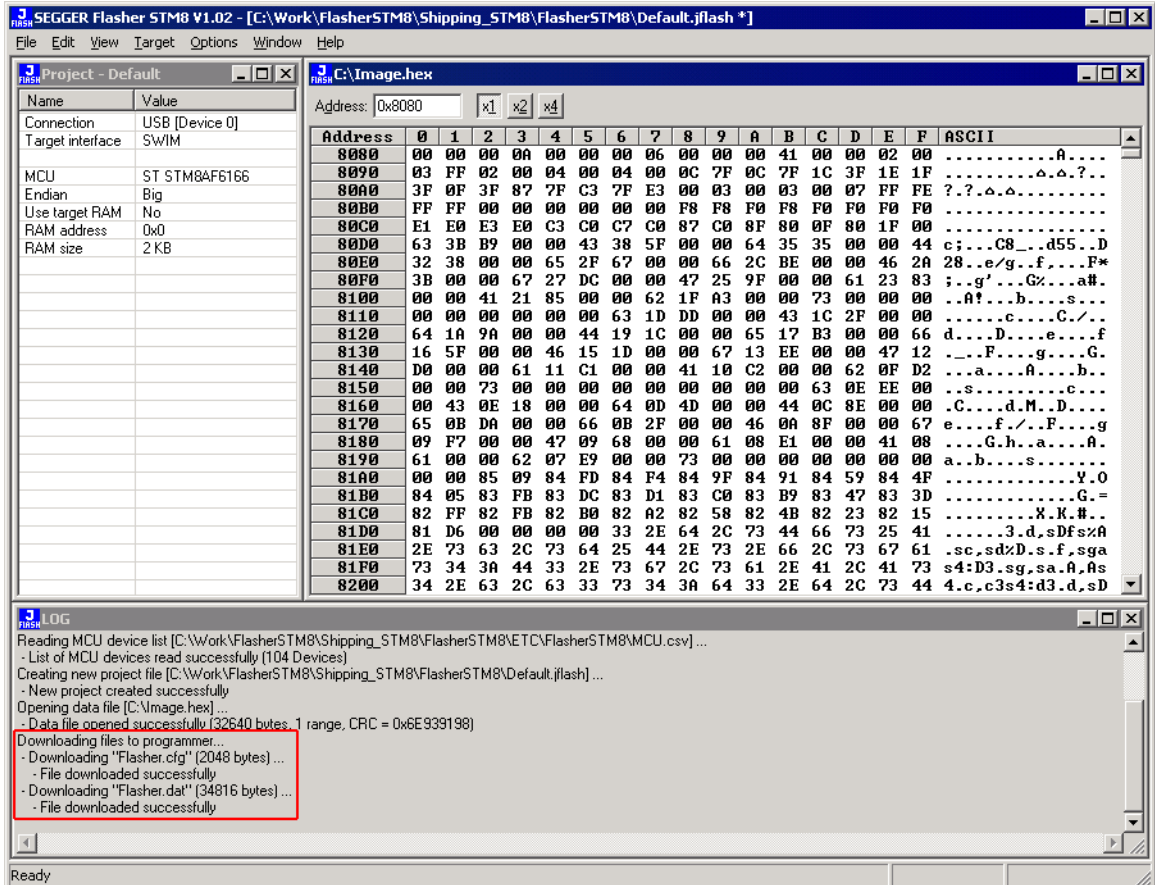 SEGGER Flasher STM8 V1.02 - [C:\Work\FlasherSTM8\Shipping_STM8\FlasherSTM8\Default.jflash *]
File Edit View Target Options Window Help
Project - Default
Name Value
Connection USB [Device 0]
Target interface SWIM
MCU ST STM8AF6166
Endian Big
Use target RAM No
RAM address 0x0
RAM size 2 KB
C:\Image.hex
Address: 0x8080 x1 x2 x4
Address 0 1 2 3 4 5 6 7 8 9 A B C D E F ASCII
8080 00 00 00 0A 00 00 00 06 00 00 00 41 00 00 02 00 ...........A....
8090 03 FF 02 00 04 00 04 00 0C 7F 0C 7F 1C 3F 1E 1F .........⌂.⌂.?..
80A0 3F 0F 3F 87 7F C3 7F E3 00 03 00 03 00 07 FF FE ?.?.⌂.⌂.........
80B0 FF FF 00 00 00 00 00 00 F8 F8 F0 F8 F0 F0 F0 F0 ................
80C0 E1 E0 E3 E0 C3 C0 C7 C0 87 C0 8F 80 0F 80 1F 00 ................
80D0 63 3B B9 00 00 43 38 5F 00 00 64 35 35 00 00 44 c;...C8_..d55..D
80E0 32 38 00 00 65 2F 67 00 00 66 2C BE 00 00 46 2A 28..e/g..f,...F*
80F0 3B 00 00 67 27 DC 00 00 47 25 9F 00 00 61 23 83 ;..g'...G%...a#.
8100 00 00 41 21 85 00 00 62 1F A3 00 00 73 00 00 00 ..A!...b....s...
8110 00 00 00 00 00 00 00 63 1D DD 00 00 43 1C 2F 00 00 .......c....C./..
8120 64 1A 9A 00 00 44 19 1C 00 00 65 17 B3 00 00 66 d....D....e....f
8130 16 5F 00 00 46 15 1D 00 00 67 13 EE 00 00 47 12 ._..F....g....G.
8140 D0 00 00 61 11 C1 00 00 41 10 C2 00 00 62 0F D2 ...a....A....b..
8150 00 00 73 00 00 00 00 00 00 00 00 00 63 0E EE 00 ..s.........c...
8160 00 43 0E 18 00 00 64 0D 4D 00 00 44 0C 8E 00 00 .C....d.M..D....
8170 65 0B DA 00 00 66 0B 2F 00 00 46 0A 8F 00 00 67 e....f./..F....g
8180 09 F7 00 00 47 09 68 00 00 61 08 E1 00 00 41 08 ....G.h..a....A.
8190 61 00 00 62 07 E9 00 00 73 00 00 00 00 00 00 00 a..b....s.......
81A0 00 00 85 09 84 FD 84 F4 84 9F 84 91 84 59 84 4F .............Y.O
81B0 84 05 83 FB 83 DC 83 D1 83 C0 83 B9 83 47 83 3D .............G.=
81C0 82 FF 82 FB 82 B0 82 A2 82 58 82 4B 82 23 82 15 .........X.K.#..
81D0 81 D6 00 00 00 00 33 2E 64 2C 73 44 66 73 25 41 ......3.d,sDfs%A
81E0 2E 73 63 2C 73 64 25 44 2E 73 2E 66 2C 73 67 61 .sc,sd%D.s.f,sga
81F0 73 34 3A 44 33 2E 73 67 2C 73 61 2E 41 2C 41 73 s4:D3.sg,sa.A,As
8200 34 2E 63 2C 63 33 73 34 3A 64 33 2E 64 2C 73 44 4.c,c3s4:d3.d,sD
LOG
Reading MCU device list [C:\Work\FlasherSTM8\Shipping_STM8\FlasherSTM8\ETC\FlasherSTM8\MCU.csv] ...
- List of MCU devices read successfully (104 Devices)
Creating new project file [C:\Work\FlasherSTM8\Shipping_STM8\FlasherSTM8\Default.jflash] ...
- New project created successfully
Opening data file [C:\Image.hex] ...
- Data file opened successfully (32640 bytes, 1 range, CRC = 0x6E939198)
Downloading files to programmer...
- Downloading "Flasher.cfg" (2048 bytes) ...
- File downloaded successfully
- Downloading "Flasher.dat" (34816 bytes) ...
- File downloaded successfully
Ready